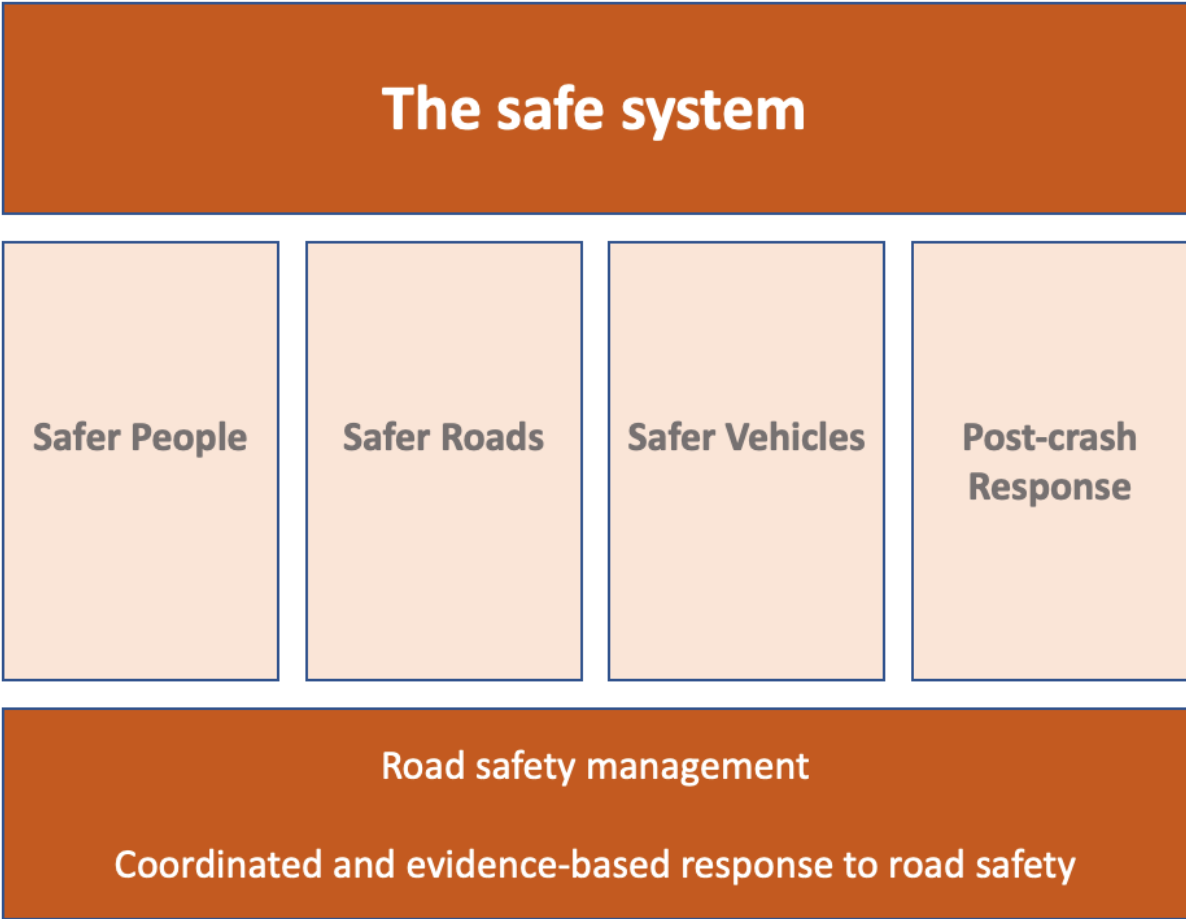 The safe system
Safer People
Safer Roads
Safer Vehicles
Post-crash
Response
Road safety management
Coordinated and evidence-based response to road safety